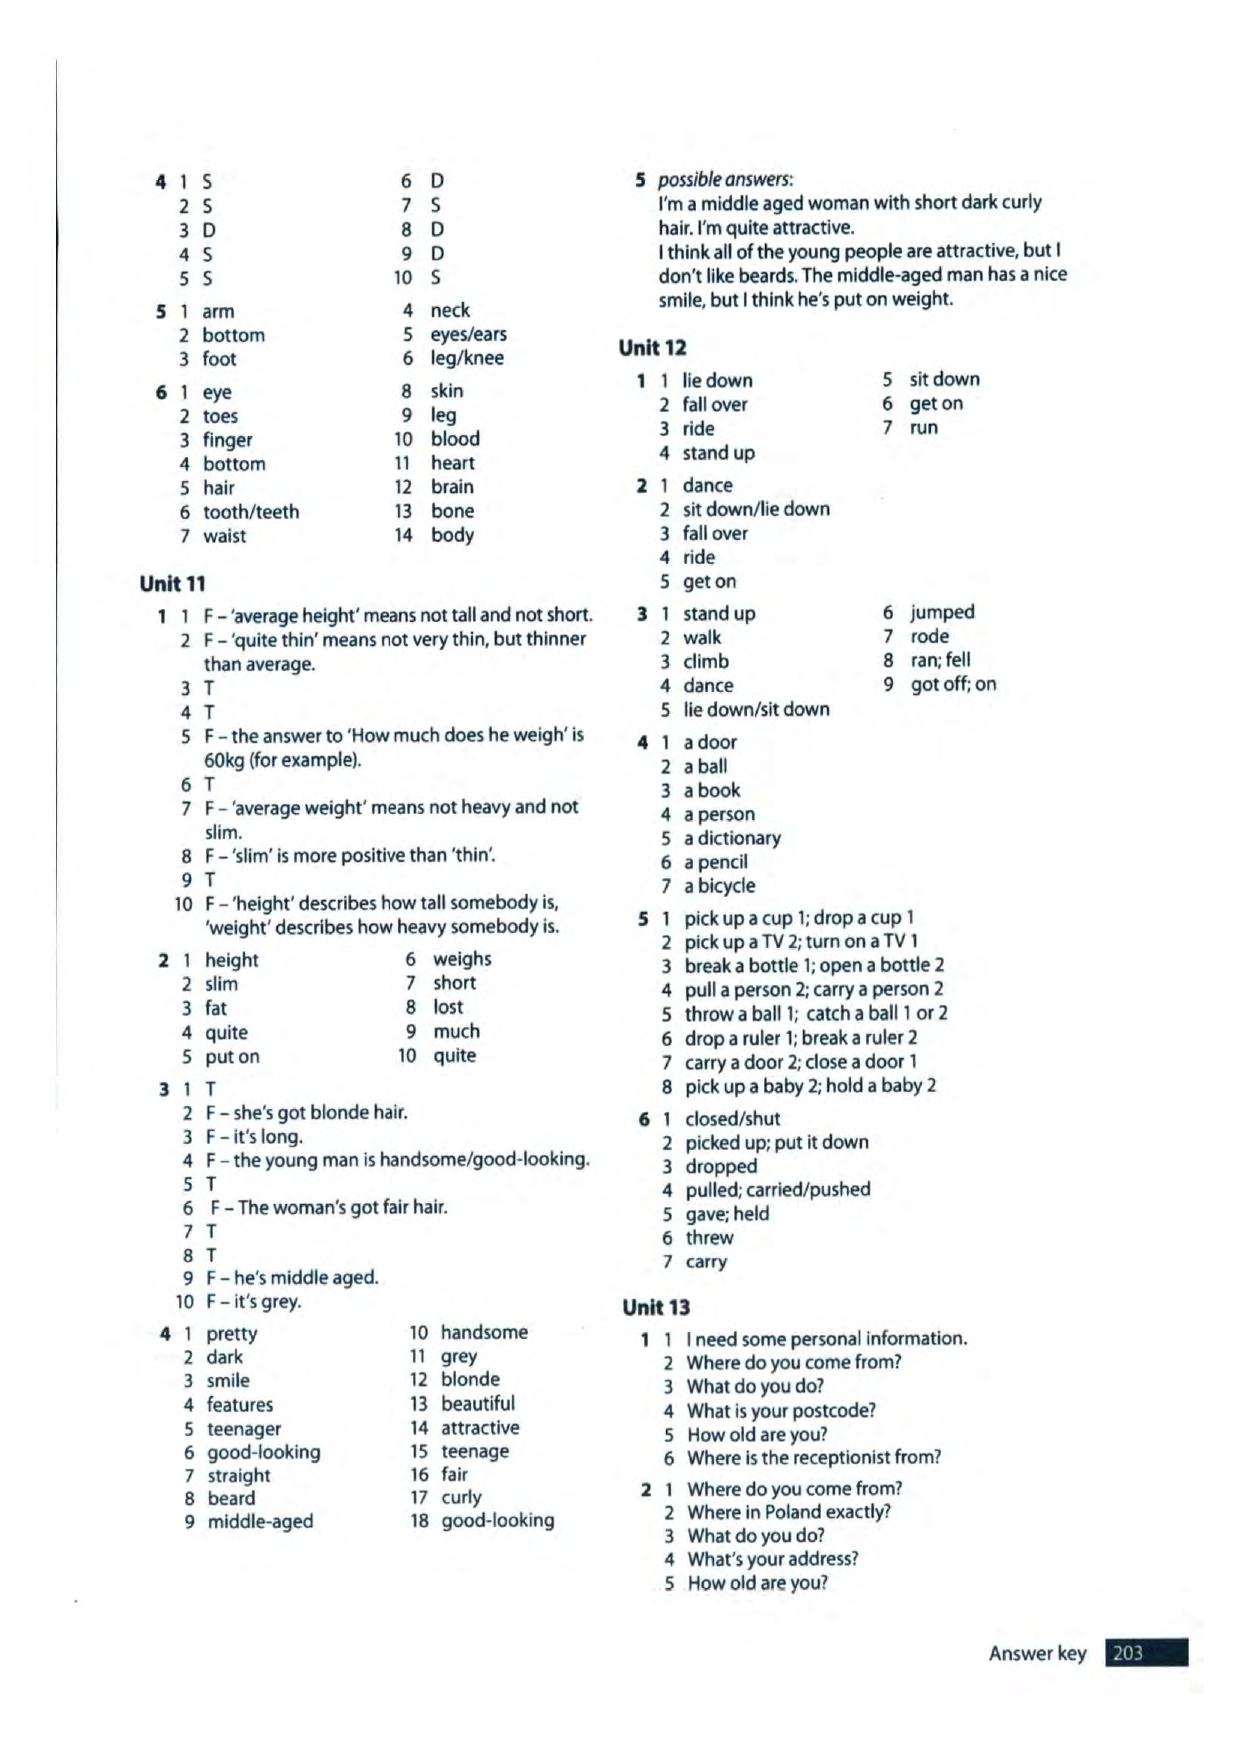 4 1 S
2 S
3 D
4 S
5 S
6 D
7 S
8 D
9 D
10 S
5 1 arm
2 bottom
3 foot
4 neck
5 eyes/ears
6 leg/knee
6 1 eye
2 toes
3 finger
4 bottom
5 hair
6 tooth/teeth
7 waist
8 skin
9 leg
10 blood
11 heart
12 brain
13 bone
14 body
Unit 11
1 1 F – 'average height' means not tall and not short.
2 F – 'quite thin' means not very thin, but thinner
than average.
3 T
4 T
5 F – the answer to 'How much does he weigh' is
60kg (for example).
6 T
7 F – 'average weight' means not heavy and not
slim.
8 F – 'slim' is more positive than 'thin'.
9 T
10 F – 'height' describes how tall somebody is,
'weight' describes how heavy somebody is.
2 1 height
2 slim
3 fat
4 quite
5 put on
6 weighs
7 short
8 lost
9 much
10 quite
3 1 T
2 F – she's got blonde hair.
3 F – it's long.
4 F – the young man is handsome/good-looking.
5 T
6 F – The woman's got fair hair.
7 T
8 T
9 F – he's middle aged.
10 F – it's grey.
4 1 pretty
2 dark
3 smile
4 features
5 teenager
6 good-looking
7 straight
8 beard
9 middle-aged
10 handsome
11 grey
12 blonde
13 beautiful
14 attractive
15 teenage
16 fair
17 curly
18 good-looking
5 possible answers:
I'm a middle aged woman with short dark curly
hair. I'm quite attractive.
I think all of the young people are attractive, but I
don't like beards. The middle-aged man has a nice
smile, but I think he's put on weight.
Unit 12
1 1 lie down
2 fall over
3 ride
4 stand up
5 sit down
6 get on
7 run
2 1 dance
2 sit down/lie down
3 fall over
4 ride
5 get on
3 1 stand up
2 walk
3 climb
4 dance
5 lie down/sit down
6 jumped
7 rode
8 ran; fell
9 got off; on
4 1 a door
2 a ball
3 a book
4 a person
5 a dictionary
6 a pencil
7 a bicycle
5 1 pick up a cup 1; drop a cup 1
2 pick up a TV 2; turn on a TV 1
3 break a bottle 1; open a bottle 2
4 pull a person 2; carry a person 2
5 throw a ball 1; catch a ball 1 or 2
6 drop a ruler 1; break a ruler 2
7 carry a door 2; close a door 1
8 pick up a baby 2; hold a baby 2
6 1 closed/shut
2 picked up; put it down
3 dropped
4 pulled; carried/pushed
5 gave; held
6 threw
7 carry
Unit 13
1 1 I need some personal information.
2 Where do you come from?
3 What do you do?
4 What is your postcode?
5 How old are you?
6 Where is the receptionist from?
2 1 Where do you come from?
2 Where in Poland exactly?
3 What do you do?
4 What's your address?
5 How old are you?
Answer key 203